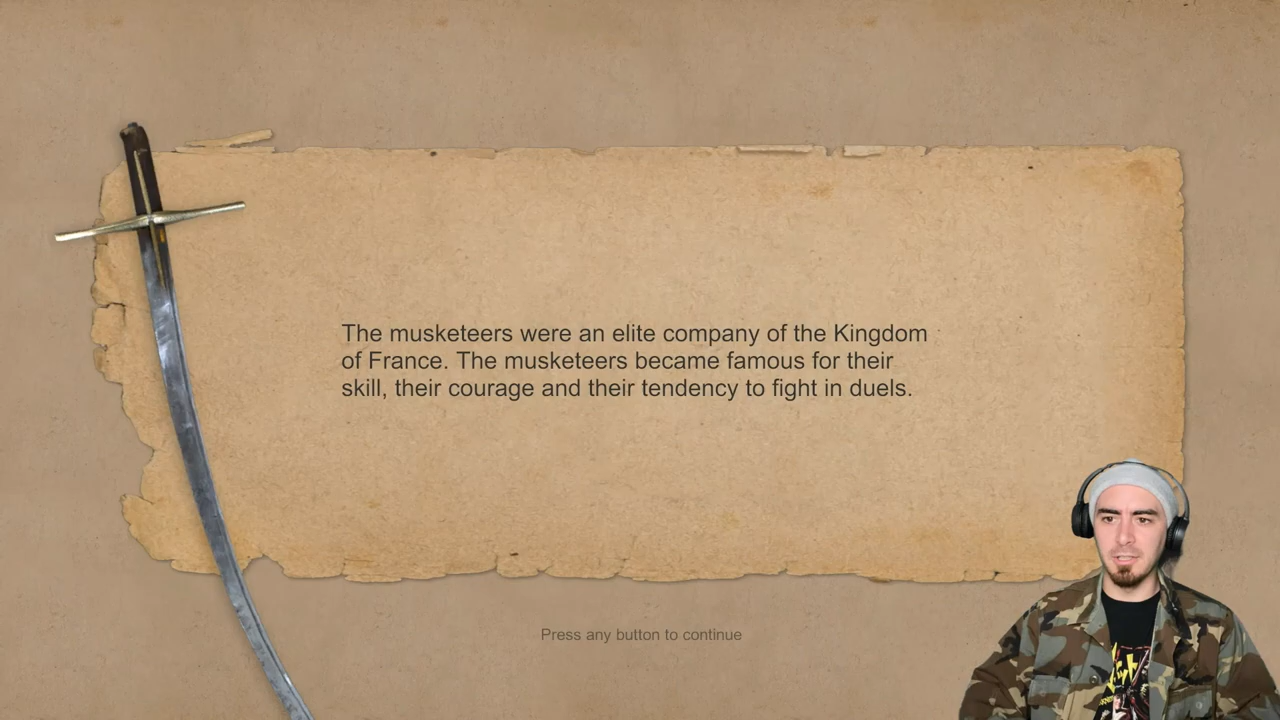 The musketeers were an elite company of the Kingdom
of France. The musketeers became famous for their
skill, their courage and their tendency to fight in duels.
Press any button to continue